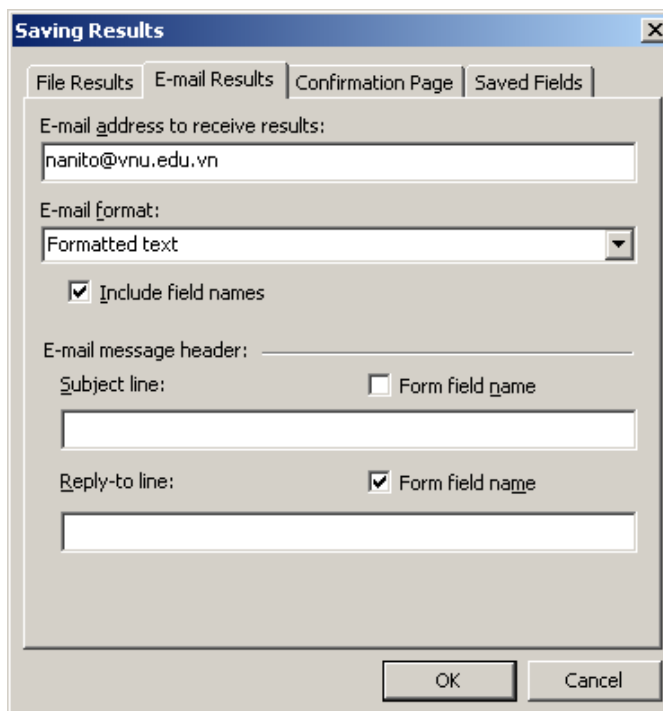 Saving Results
File Results E-mail Results Confirmation Page Saved Fields
E-mail address to receive results:
nanito@vnu.edu.vn
E-mail format:
Formatted text
Include field names
E-mail message header:
Subject line: Form field name
Reply-to line: Form field name
OK Cancel